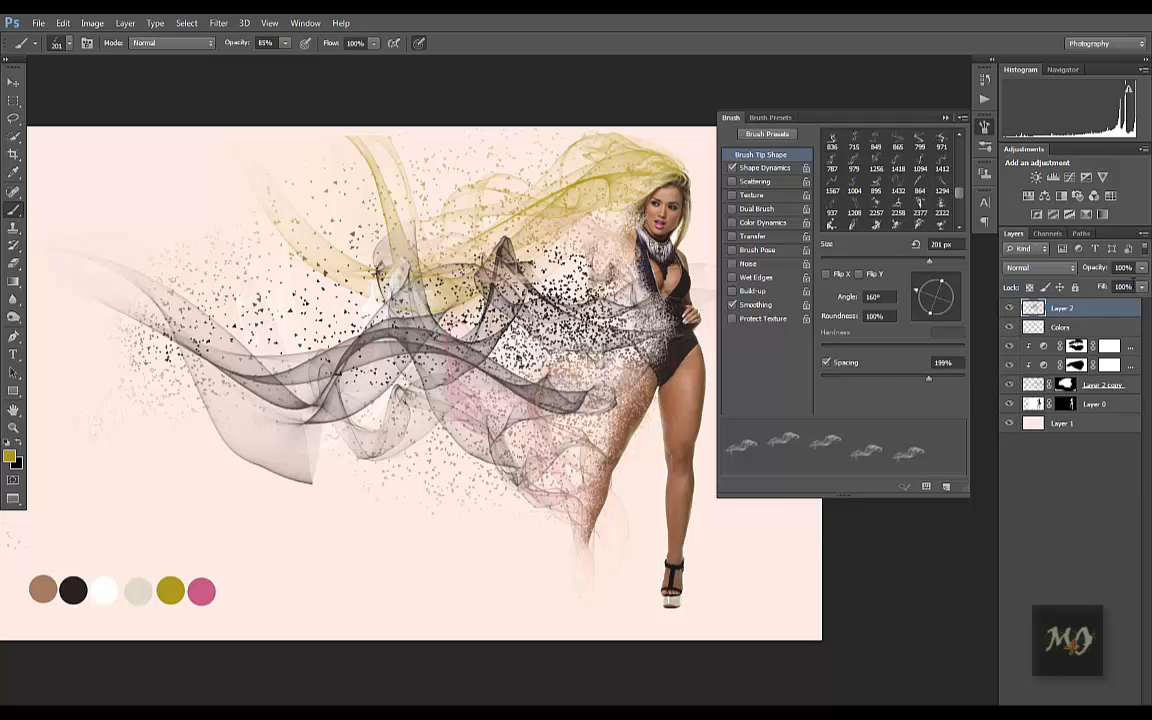 Ps File Edit Image Layer Type Select Filter 3D View Window Help
201 Mode: Normal Opacity: 85% Flow: 100% Photography
Histogram Navigator
Brush Brush Presets
Brush Presets
836 715 849 865 799 971
Brush Tip Shape
Shape Dynamics
787 979 1256 1418 1094 1412
Scattering
1567 1004 895 1432 864 1294
Texture
Dual Brush
937 1208 2257 2258 2377 2322
Color Dynamics
Transfer
Size 201 px
Brush Pose
Noise
Flip X Flip Y
Wet Edges
Build-up
Angle: 160°
Smoothing
Roundness: 100%
Protect Texture
Hardness
Spacing 199%
Adjustments
Add an adjustment
Layers Channels Paths
Kind
Normal Opacity: 100%
Lock: Fill: 100%
Layer 2
Colors
Layer 2 copy
Layer 0
Layer 1
MJ